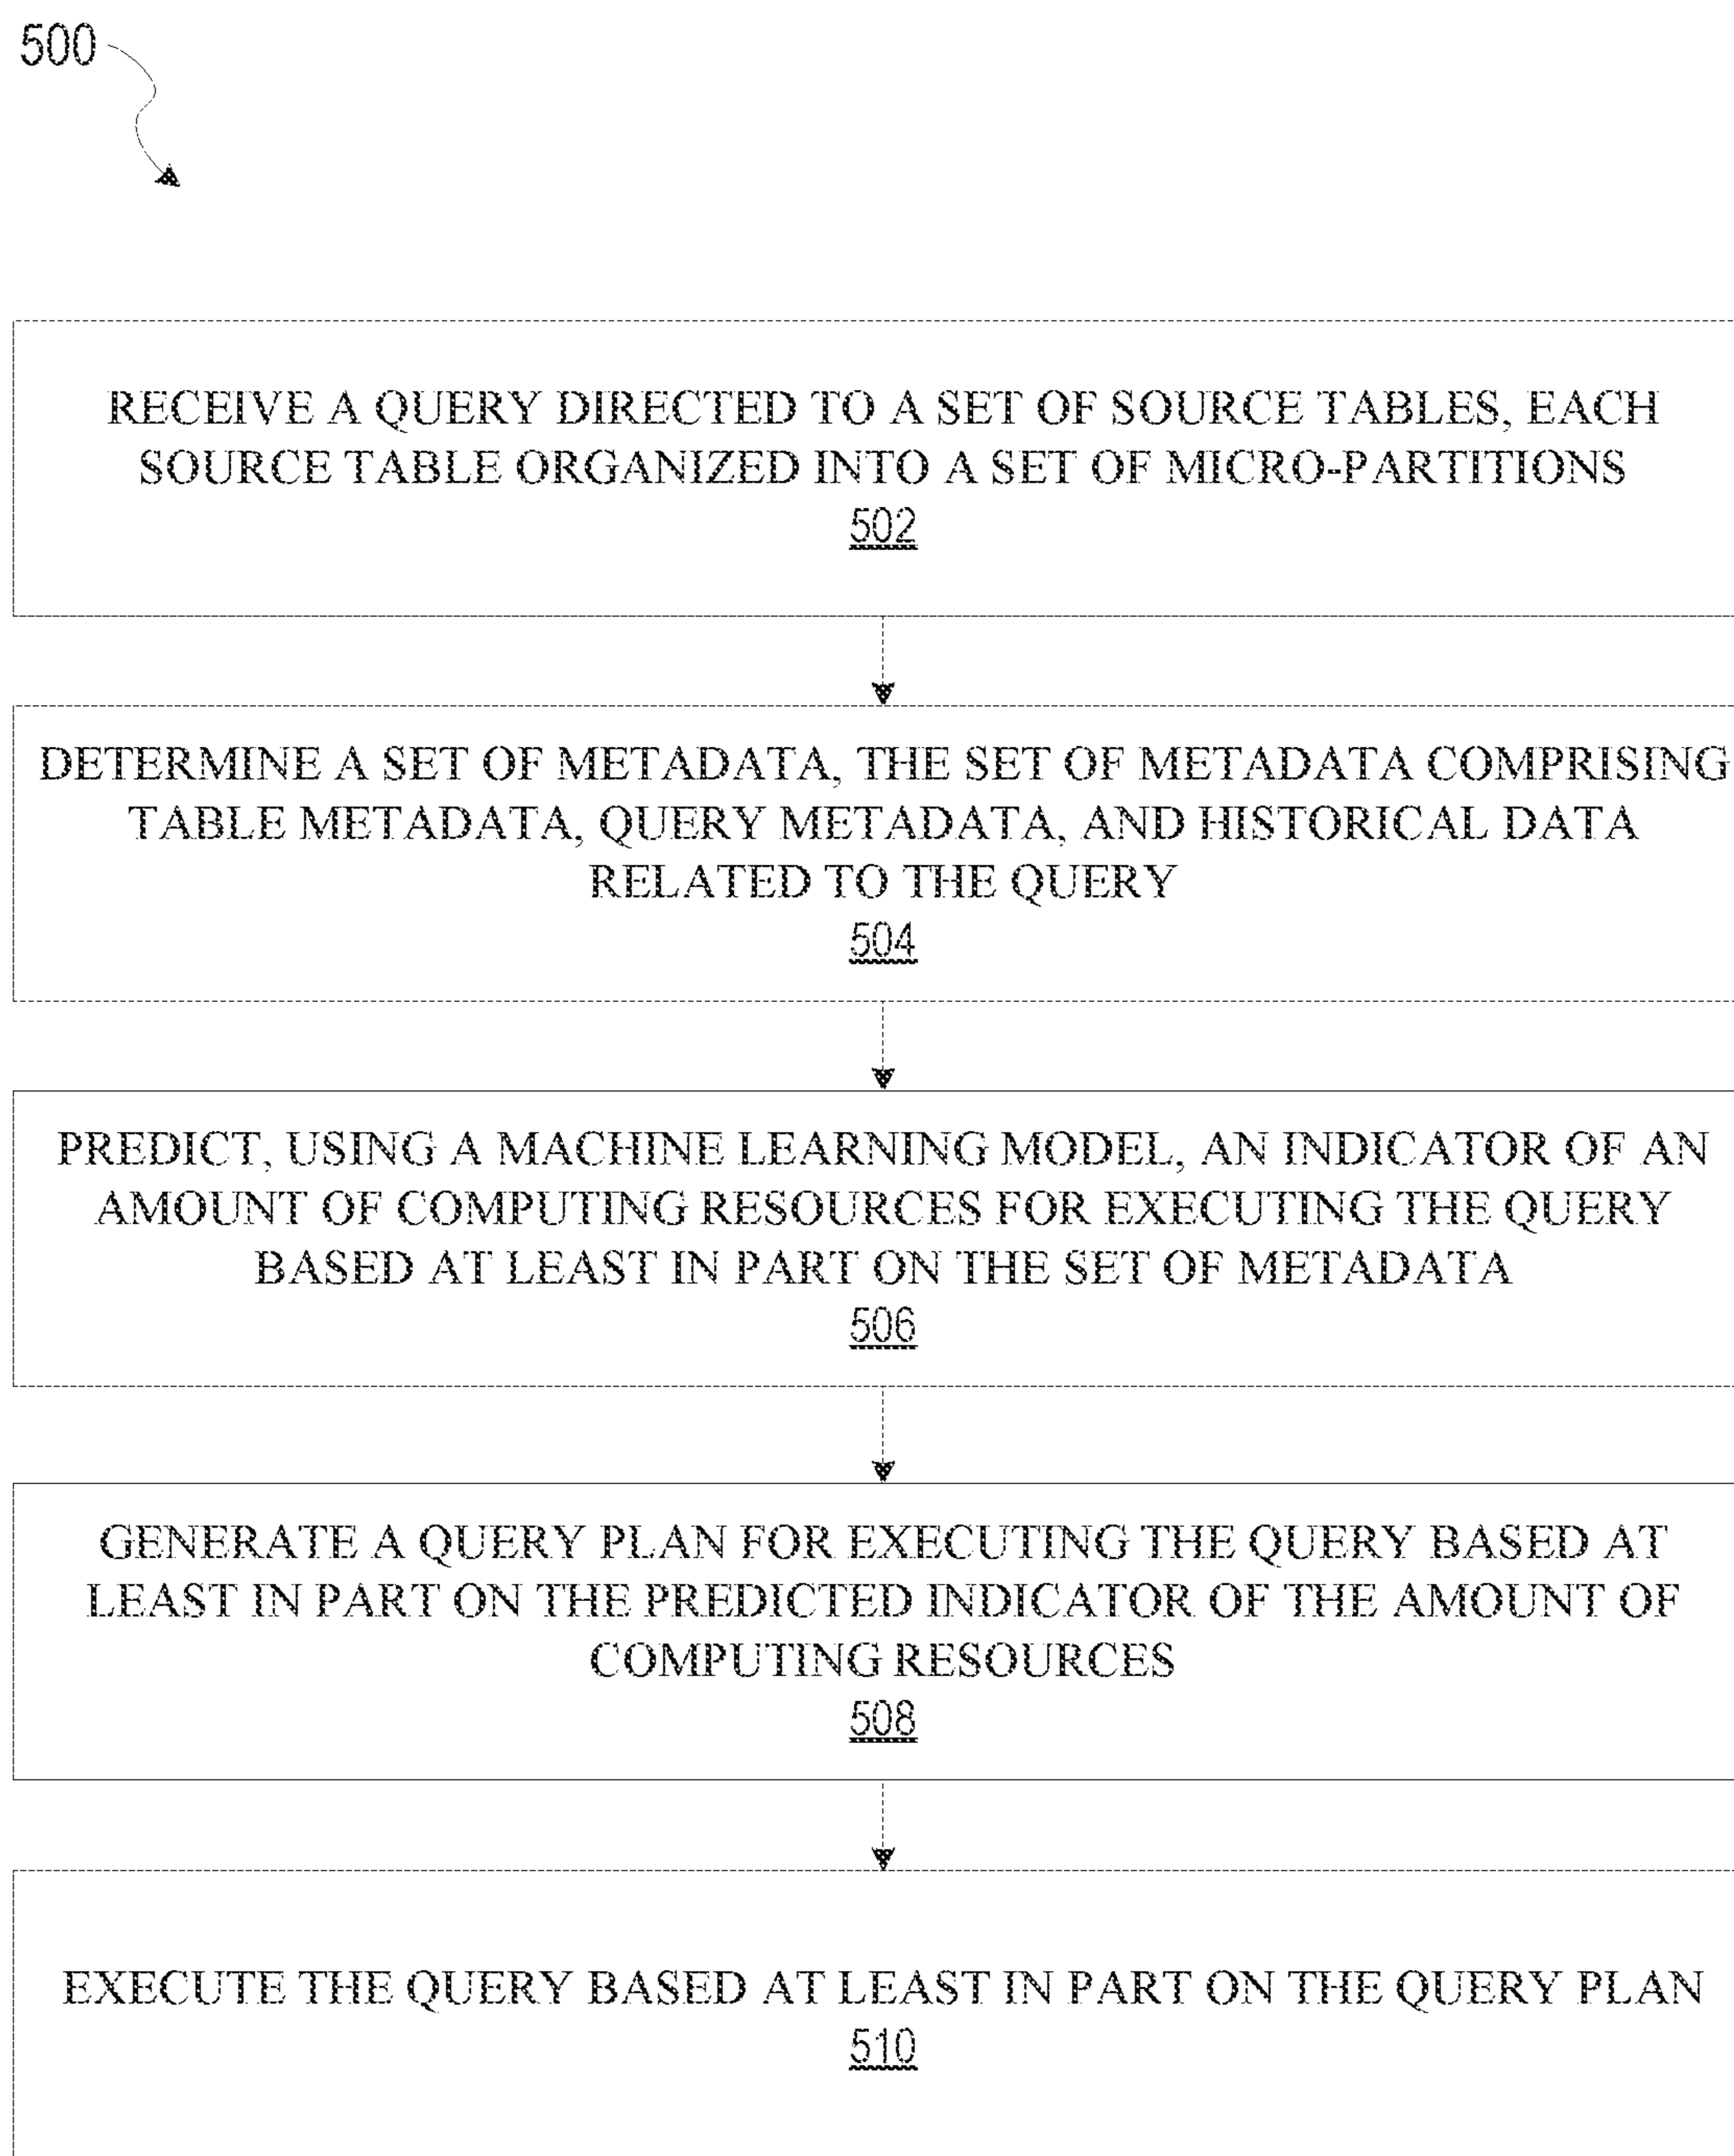 500
RECEIVE A QUERY DIRECTED TO A SET OF SOURCE TABLES, EACH
SOURCE TABLE ORGANIZED INTO A SET OF MICRO-PARTITIONS
502
DETERMINE A SET OF METADATA, THE SET OF METADATA COMPRISING
TABLE METADATA, QUERY METADATA, AND HISTORICAL DATA
RELATED TO THE QUERY
504
PREDICT, USING A MACHINE LEARNING MODEL, AN INDICATOR OF AN
AMOUNT OF COMPUTING RESOURCES FOR EXECUTING THE QUERY
BASED AT LEAST IN PART ON THE SET OF METADATA
506
GENERATE A QUERY PLAN FOR EXECUTING THE QUERY BASED AT
LEAST IN PART ON THE PREDICTED INDICATOR OF THE AMOUNT OF
COMPUTING RESOURCES
508
EXECUTE THE QUERY BASED AT LEAST IN PART ON THE QUERY PLAN
510